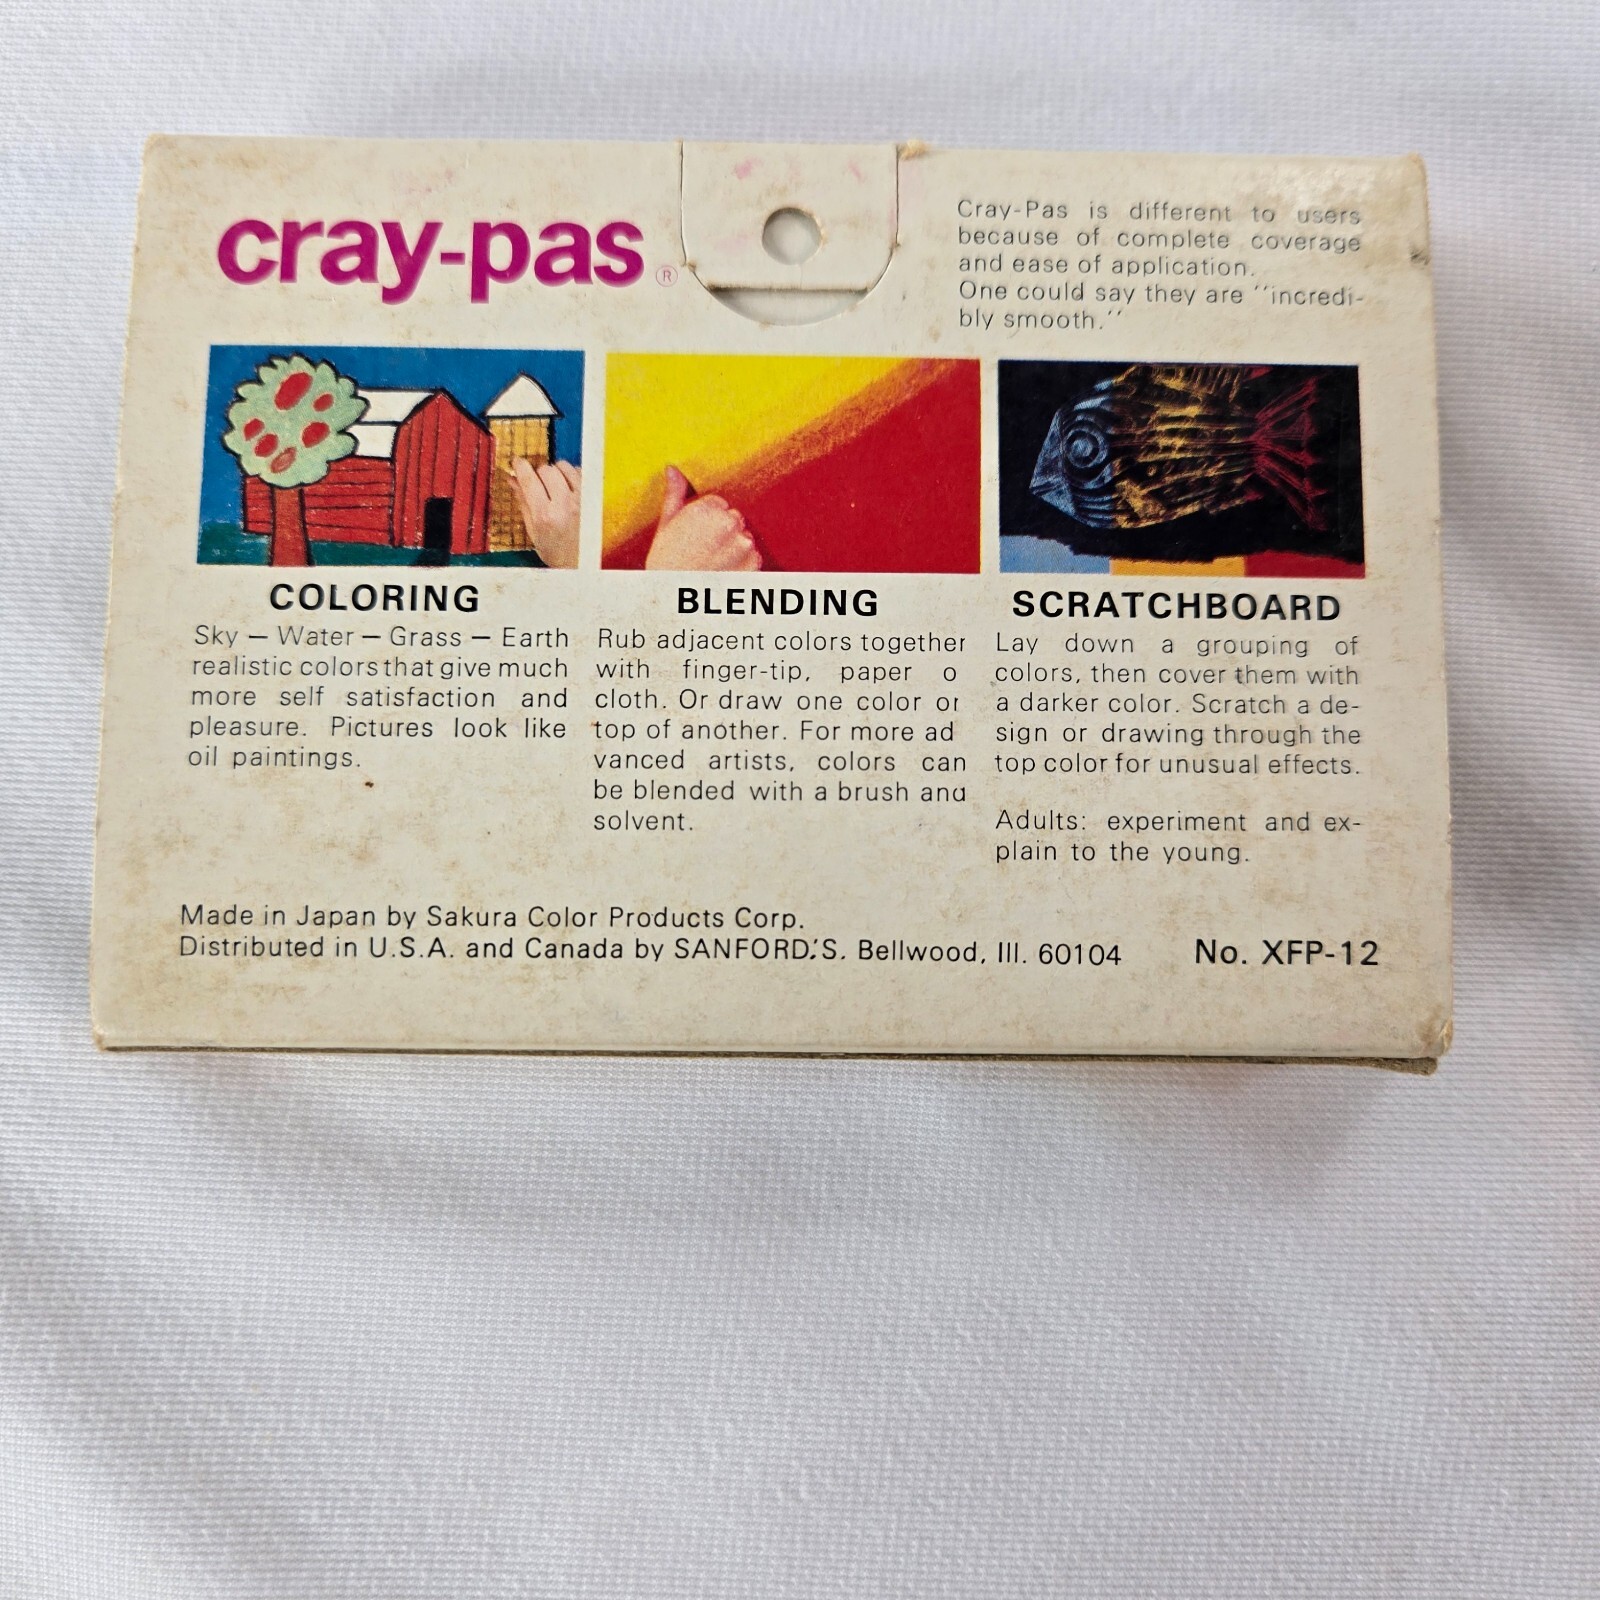 cray-pas®
Cray-Pas is different to users
because of complete coverage
and ease of application.
One could say they are "incredi-
bly smooth."
COLORING
Sky — Water — Grass — Earth
realistic colors that give much
more self satisfaction and
pleasure. Pictures look like
oil paintings.
BLENDING
Rub adjacent colors together
with finger-tip, paper o
cloth. Or draw one color or
top of another. For more ad
vanced artists, colors can
be blended with a brush and
solvent.
SCRATCHBOARD
Lay down a grouping of
colors, then cover them with
a darker color. Scratch a de-
sign or drawing through the
top color for unusual effects.
Adults: experiment and ex-
plain to the young.
Made in Japan by Sakura Color Products Corp.
Distributed in U.S.A. and Canada by SANFORD'S. Bellwood, Ill. 60104
No. XFP-12